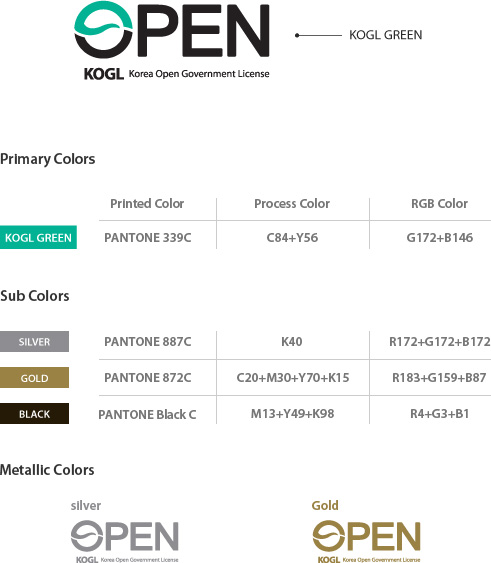 OPEN
KOGL GREEN
KOGL Korea Open Government License
Primary Colors
Printed Color Process Color RGB Color
KOGL GREEN PANTONE 339C C84+Y56 G172+B146
Sub Colors
SILVER PANTONE 887C K40 R172+G172+B172
GOLD PANTONE 872C C20+M30+Y70+K15 R183+G159+B87
BLACK PANTONE Black C M13+Y49+K98 R4+G3+B1
Metallic Colors
silver Gold
OPEN OPEN
KOGL Korea Open Government License KOGL Korea Open Government License